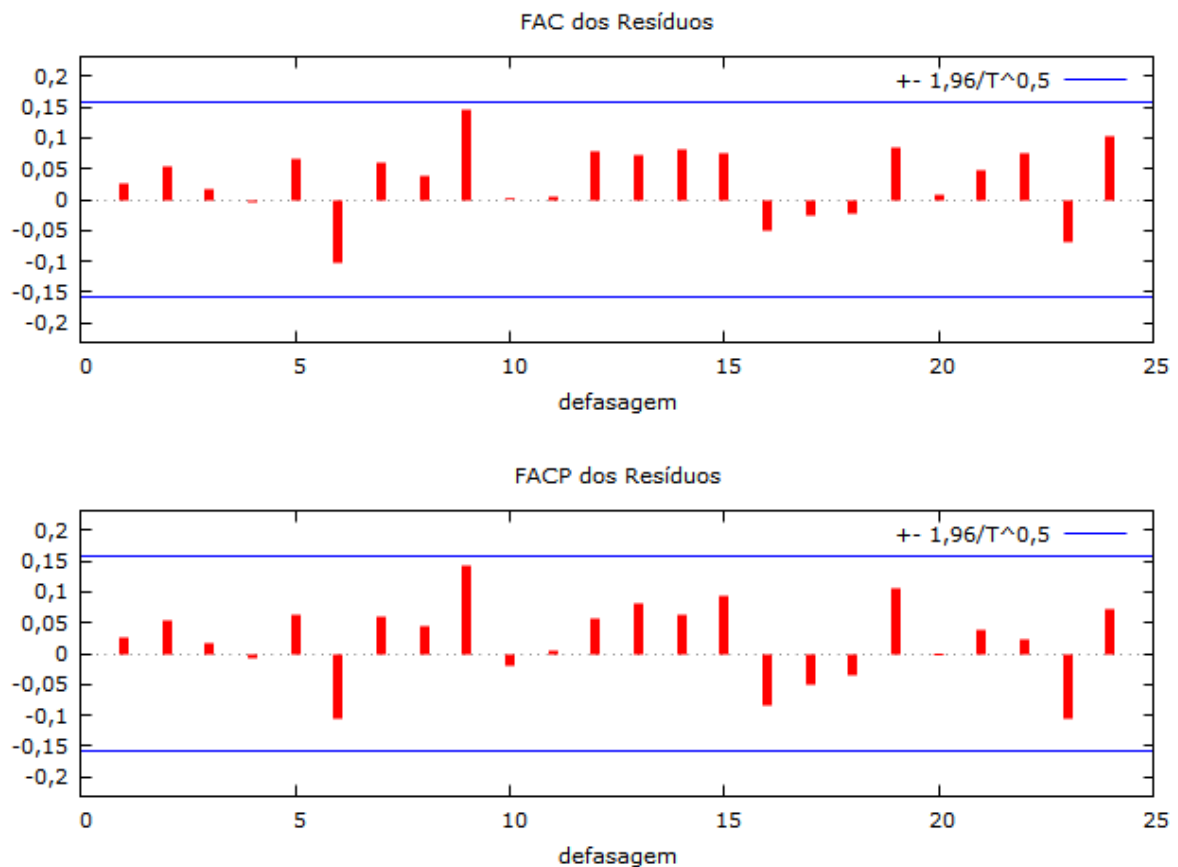 FAC dos Resíduos
+- 1,96/T^0,5
0,2
0,15
0,1
0,05
0
-0,05
-0,1
-0,15
-0,2
0 5 10 15 20 25
defasagem
FACP dos Resíduos
+- 1,96/T^0,5
0,2
0,15
0,1
0,05
0
-0,05
-0,1
-0,15
-0,2
0 5 10 15 20 25
defasagem